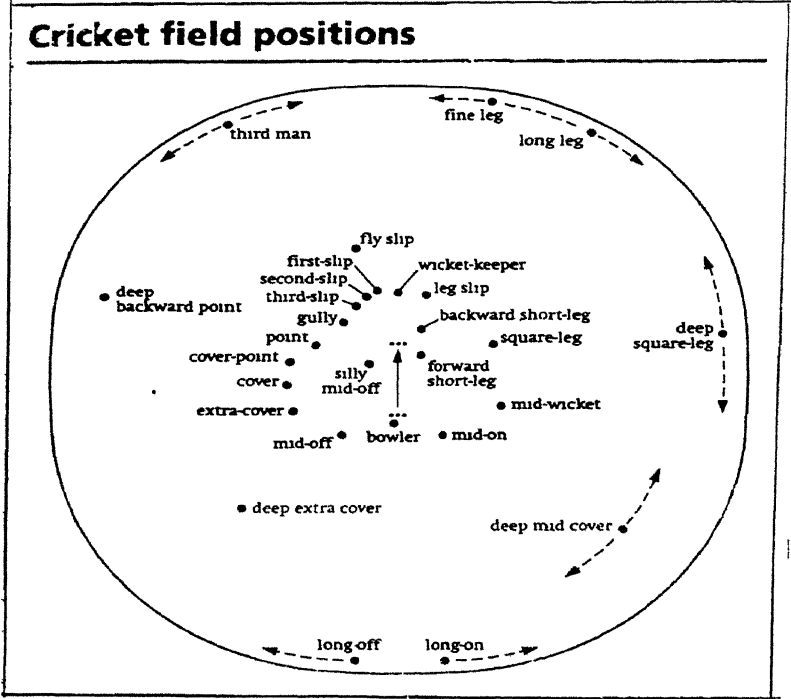 Cricket field positions
fine leg
third man
long leg
fly slip
first-slip
wicket-keeper
second-slip
leg slip
deep
backward point
third-slip
gully
backward short-leg
point
square-leg
deep
square-leg
cover-point
silly
mid-off
forward
short-leg
cover
extra-cover
mid-wicket
mid-off
bowler
mid-on
deep extra cover
deep mid cover
long-off
long-on